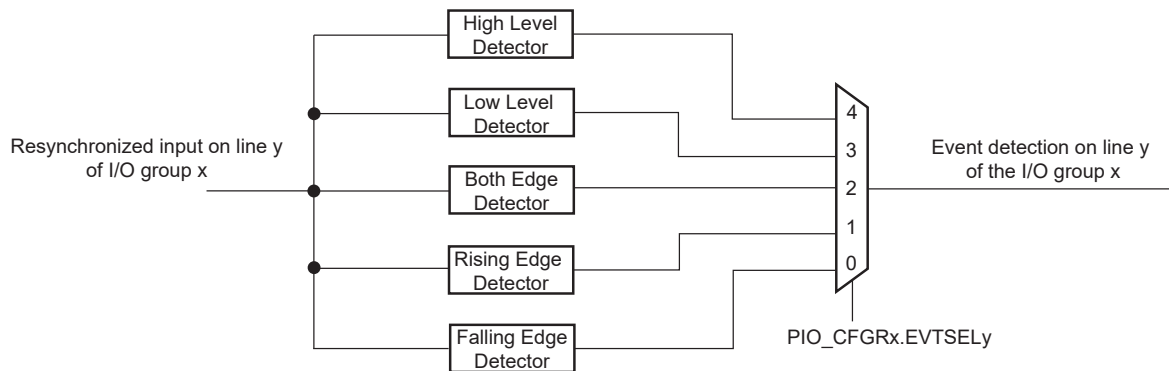 High Level
Detector
Low Level
Detector
Resynchronized input on line y
of I/O group x
Both Edge
Detector
Rising Edge
Detector
Falling Edge
Detector
4
3
2
1
0
Event detection on line y
of the I/O group x
PIO_CFGRx.EVTSELy